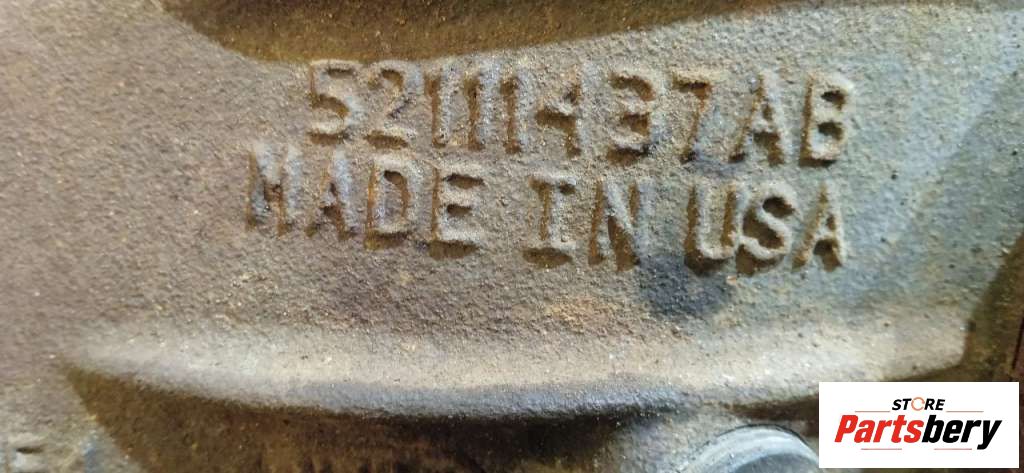 52111437AB
MADE IN USA
STORE
Partsbery